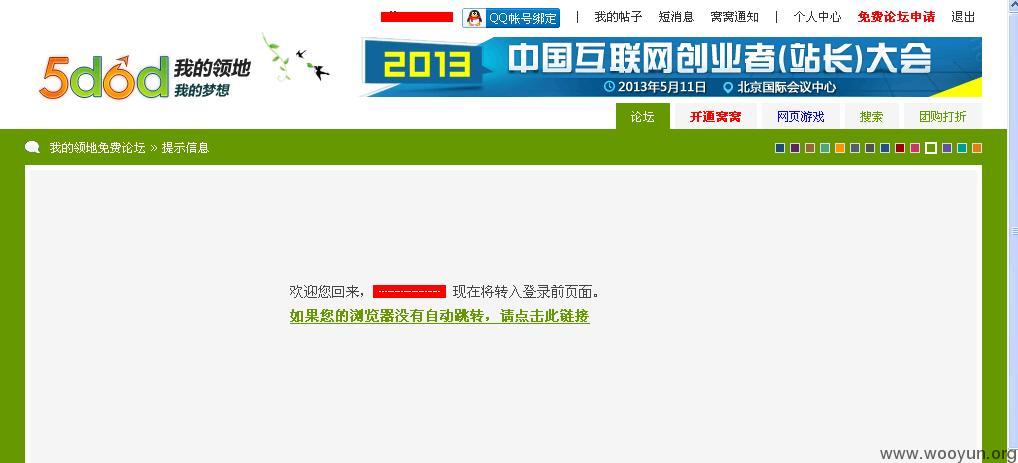 QQ帐号绑定 | 我的帖子 短消息 窝窝通知 | 个人中心 免费论坛申请 退出
5d6d 我的领地
我的梦想
2013 中国互联网创业者(站长)大会
2013年5月11日 北京国际会议中心
论坛 开通窝窝 网页游戏 搜索 团购打折
我的领地免费论坛 » 提示信息
欢迎您回来， 现在将转入登录前页面。
如果您的浏览器没有自动跳转，请点击此链接
www.wooyun.org